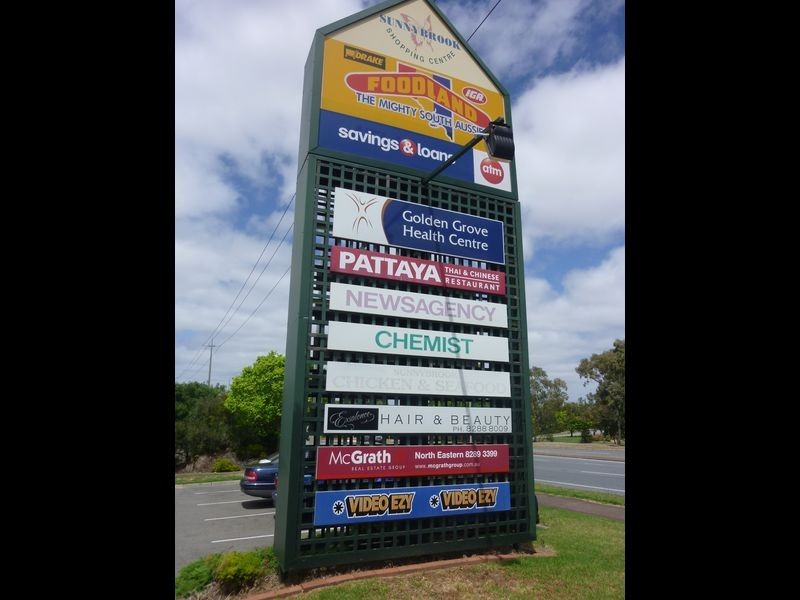 SUNNYBROOK
SHOPPING CENTRE
DRAKE
FOODLAND IGA
THE MIGHTY SOUTH AUSSIE
savings & loans
atm
Golden Grove
Health Centre
PATTAYA THAI & CHINESE
RESTAURANT
NEWSAGENCY
CHEMIST
SUNNYBROOK
CHICKEN & SEAFOOD
HAIR & BEAUTY
PH. 8288 8009
McGrath North Eastern 8289 3399
REAL ESTATE GROUP www.mcgrathgroup.com.au
VIDEO EZY VIDEO EZY